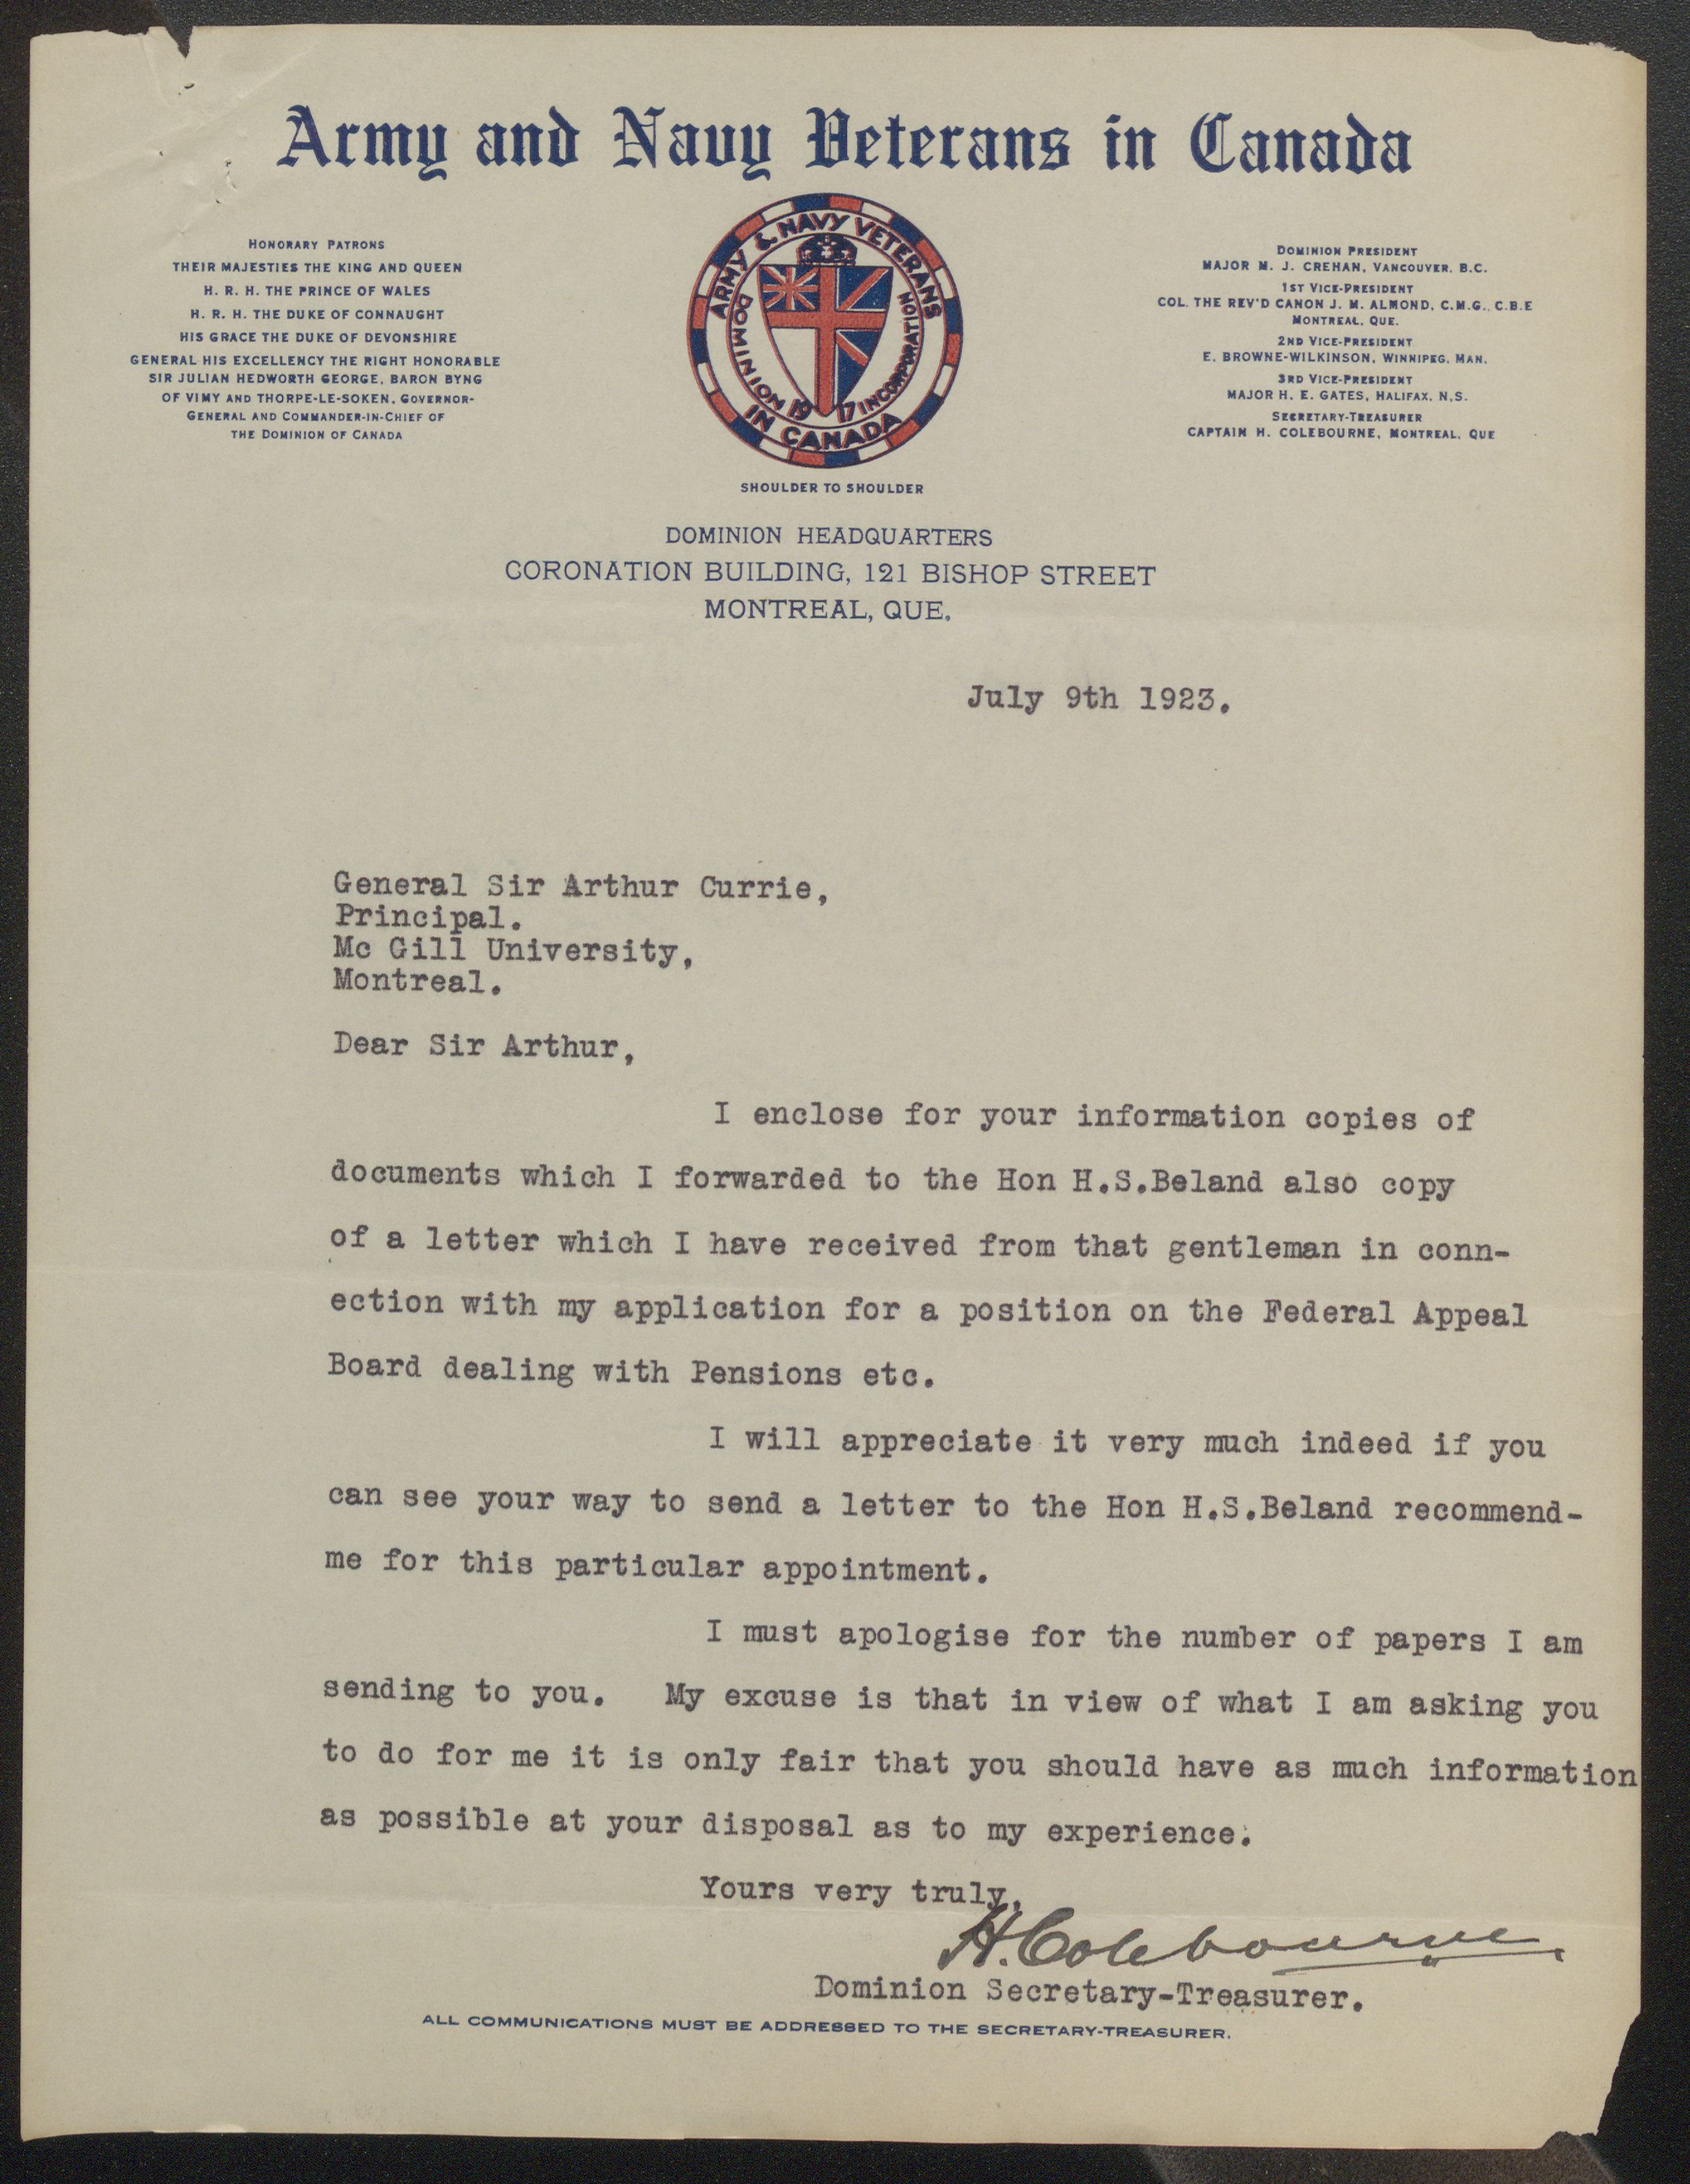 Army and Navy Veterans in Canada
HONORARY PATRONS
THEIR MAJESTIES THE KING AND QUEEN
H. R. H. THE PRINCE OF WALES
H. R. H. THE DUKE OF CONNAUGHT
HIS GRACE THE DUKE OF DEVONSHIRE
GENERAL HIS EXCELLENCY THE RIGHT HONORABLE
SIR JULIAN HEDWORTH GEORGE, BARON BYNG
OF VIMY AND THORPE-LE-SOKEN, GOVERNOR-
GENERAL AND COMMANDER-IN-CHIEF OF
THE DOMINION OF CANADA
ARMY & NAVY VETERANS
IN CANADA
DOMINION 1917 INCORPORATION
SHOULDER TO SHOULDER
DOMINION PRESIDENT
MAJOR M. J. CREHAN, VANCOUVER, B.C.
1ST VICE-PRESIDENT
COL. THE REV'D CANON J. M. ALMOND, C.M.G., C.B.E
MONTREAL, QUE.
2ND VICE-PRESIDENT
E. BROWNE-WILKINSON, WINNIPEG, MAN.
3RD VICE-PRESIDENT
MAJOR H. E. GATES, HALIFAX, N.S.
SECRETARY-TREASURER
CAPTAIN H. COLEBOURNE, MONTREAL, QUE
DOMINION HEADQUARTERS
CORONATION BUILDING, 121 BISHOP STREET
MONTREAL, QUE.
July 9th 1923.
General Sir Arthur Currie,
Principal.
Mc Gill University,
Montreal.
Dear Sir Arthur,
I enclose for your information copies of
documents which I forwarded to the Hon H.S.Beland also copy
of a letter which I have received from that gentleman in conn-
ection with my application for a position on the Federal Appeal
Board dealing with Pensions etc.
I will appreciate it very much indeed if you
can see your way to send a letter to the Hon H.S.Beland recommend-
me for this particular appointment.
I must apologise for the number of papers I am
sending to you. My excuse is that in view of what I am asking you
to do for me it is only fair that you should have as much information
as possible at your disposal as to my experience.
Yours very truly,
H. Colebourne
Dominion Secretary-Treasurer.
ALL COMMUNICATIONS MUST BE ADDRESSED TO THE SECRETARY-TREASURER.